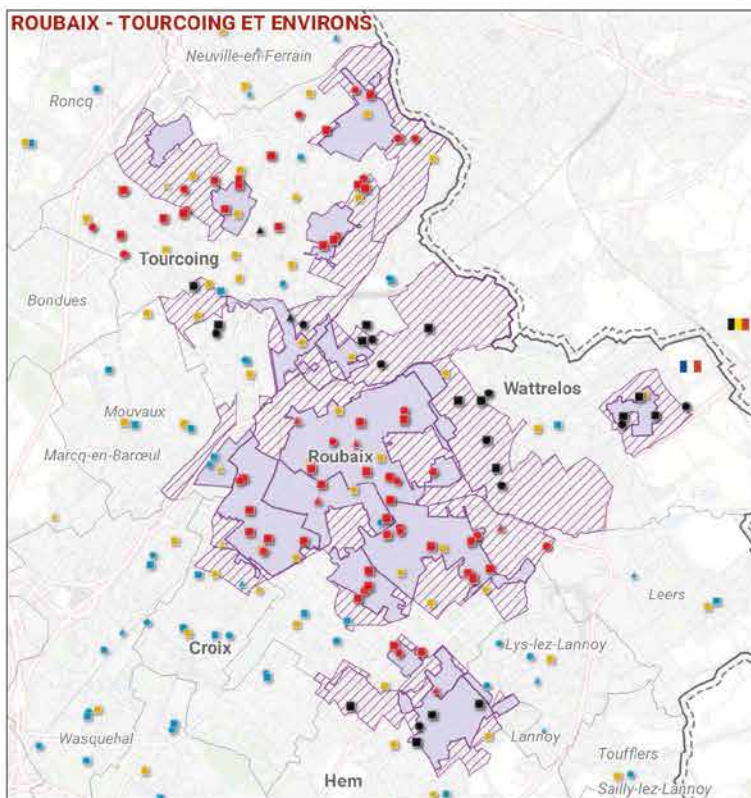 ROUBAIX - TOURCOING ET ENVIRONS
Neuville-en-Ferrain
Roncq
Tourcoing
Bondues
Wattrelos
Mouvaux
Marcq-en-Barœul
Roubaix
Leers
Croix
Lys-lez-Lannoy
Wasquehal
Lannoy
Toufflers
Hem
Sailly-lez-Lannoy